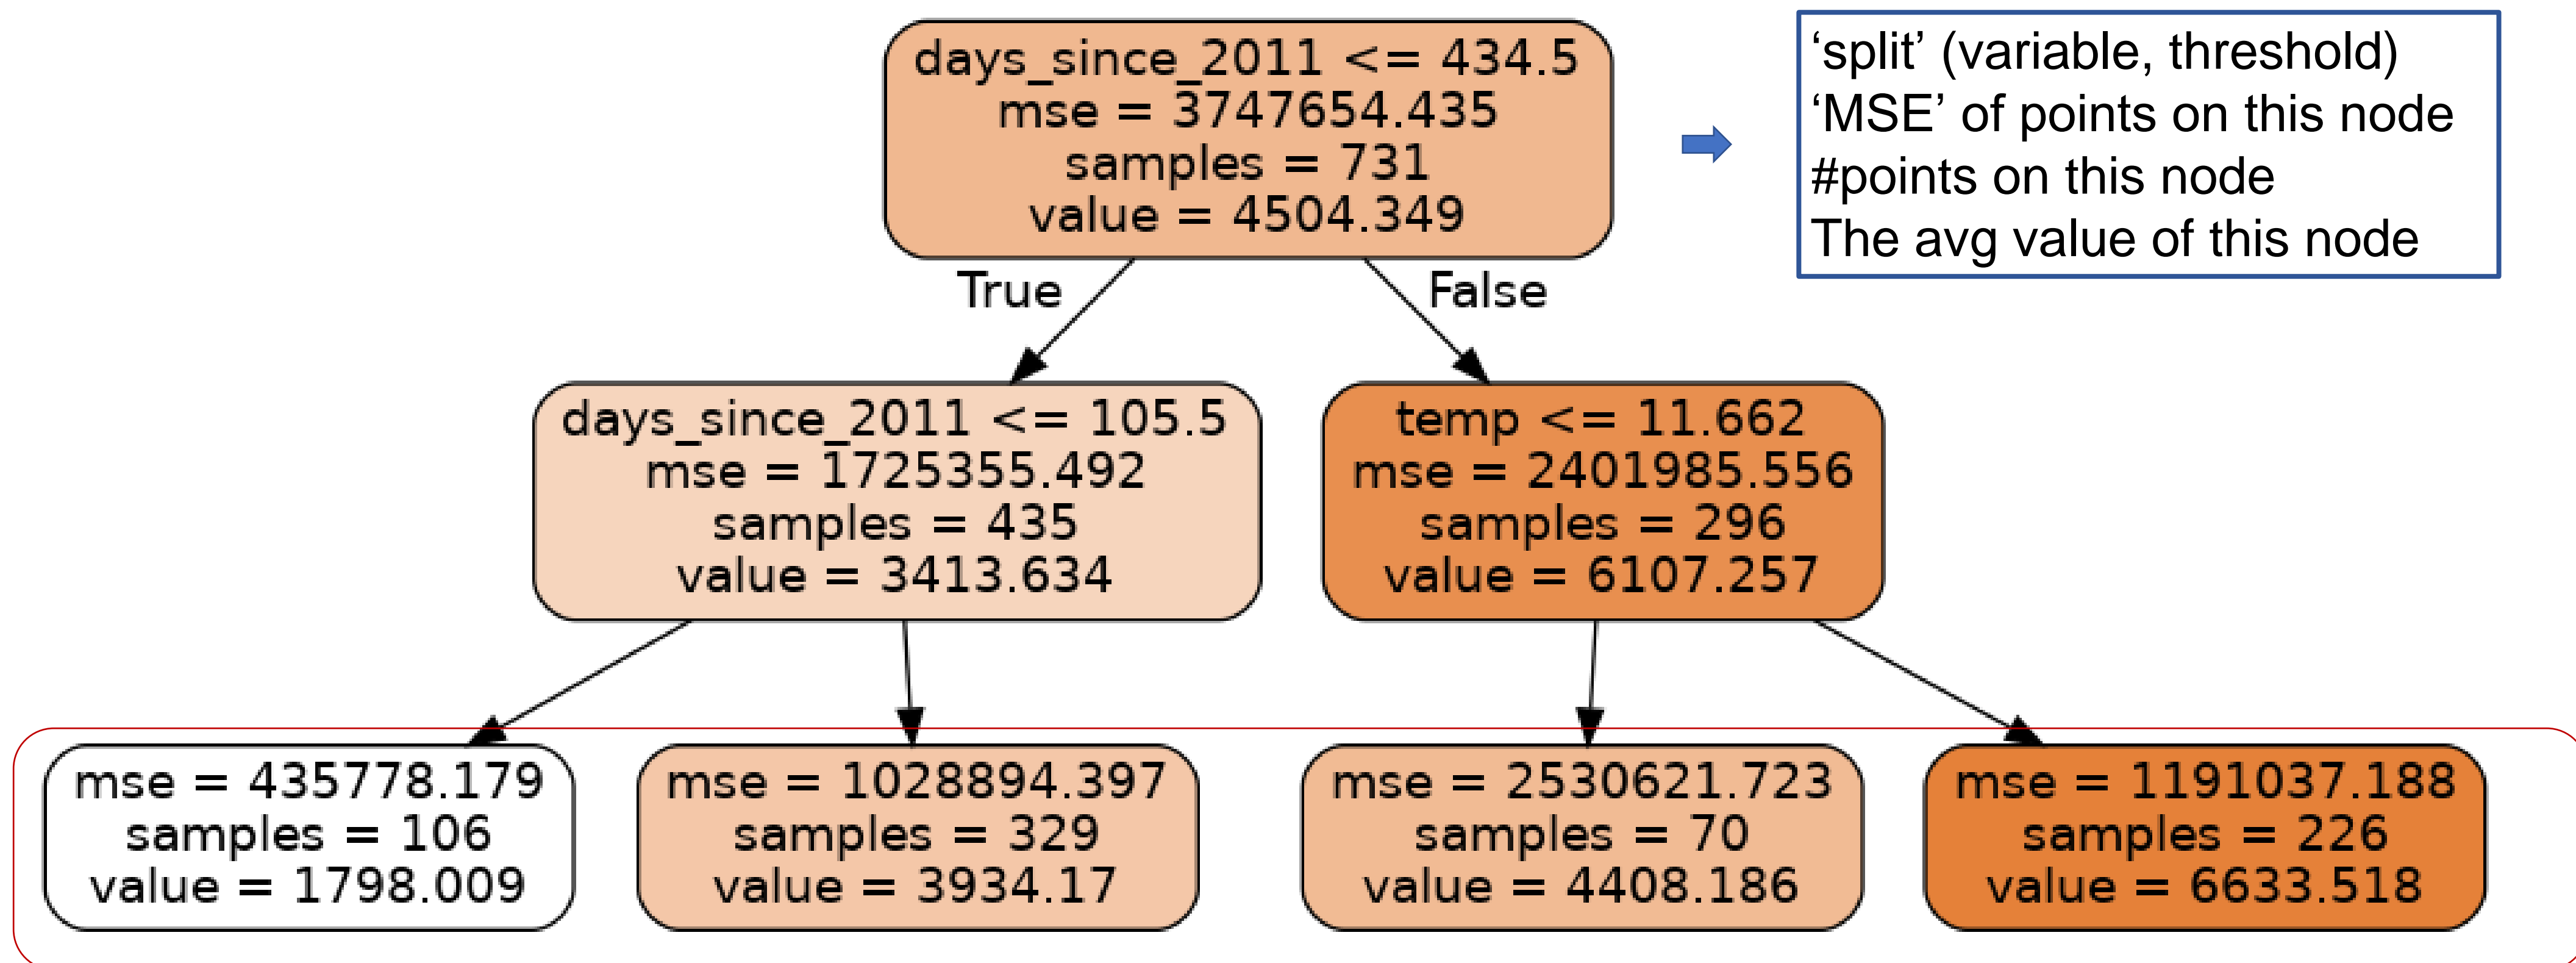 days_since_2011 <= 434.5
mse = 3747654.435
samples = 731
value = 4504.349
‘split’ (variable, threshold)
‘MSE’ of points on this node
#points on this node
The avg value of this node
True
False
days_since_2011 <= 105.5
mse = 1725355.492
samples = 435
value = 3413.634
temp <= 11.662
mse = 2401985.556
samples = 296
value = 6107.257
mse = 435778.179
samples = 106
value = 1798.009
mse = 1028894.397
samples = 329
value = 3934.17
mse = 2530621.723
samples = 70
value = 4408.186
mse = 1191037.188
samples = 226
value = 6633.518